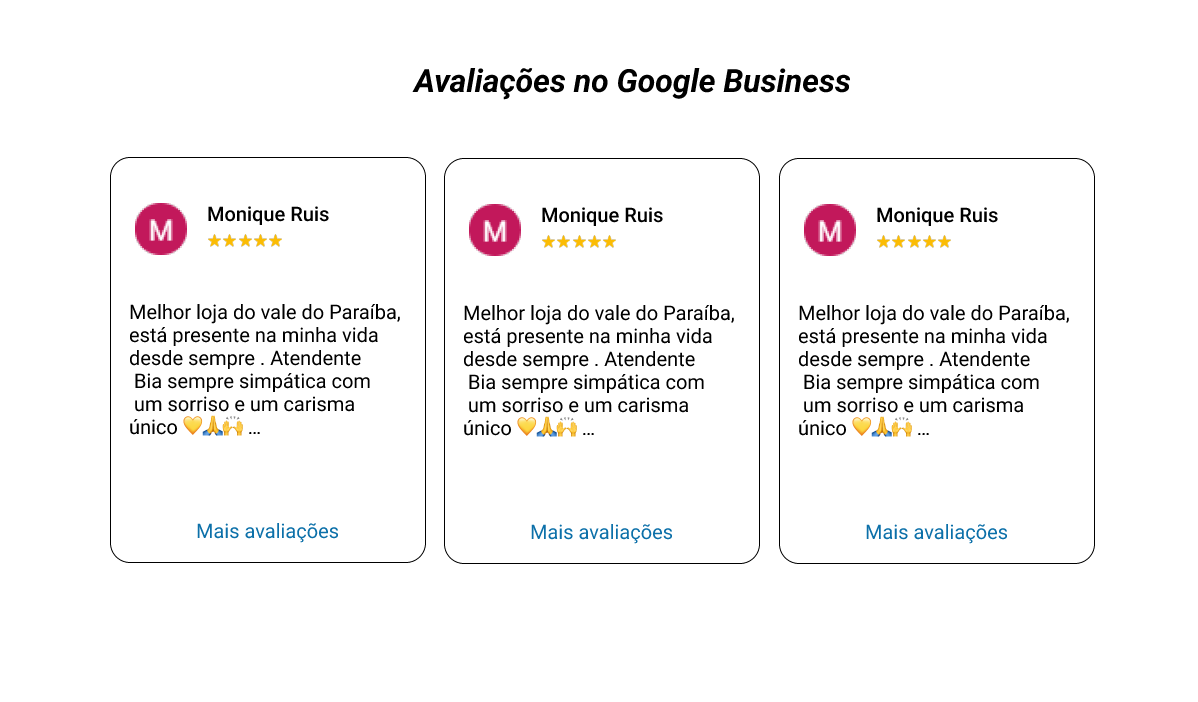 Avaliações no Google Business
M
Monique Ruis
★★★★★
Melhor loja do vale do Paraíba,
está presente na minha vida
desde sempre . Atendente
Bia sempre simpática com
um sorriso e um carisma
único 💛🙏🙌 ...
Mais avaliações
M
Monique Ruis
★★★★★
Melhor loja do vale do Paraíba,
está presente na minha vida
desde sempre . Atendente
Bia sempre simpática com
um sorriso e um carisma
único 💛🙏🙌 ...
Mais avaliações
M
Monique Ruis
★★★★★
Melhor loja do vale do Paraíba,
está presente na minha vida
desde sempre . Atendente
Bia sempre simpática com
um sorriso e um carisma
único 💛🙏🙌 ...
Mais avaliações